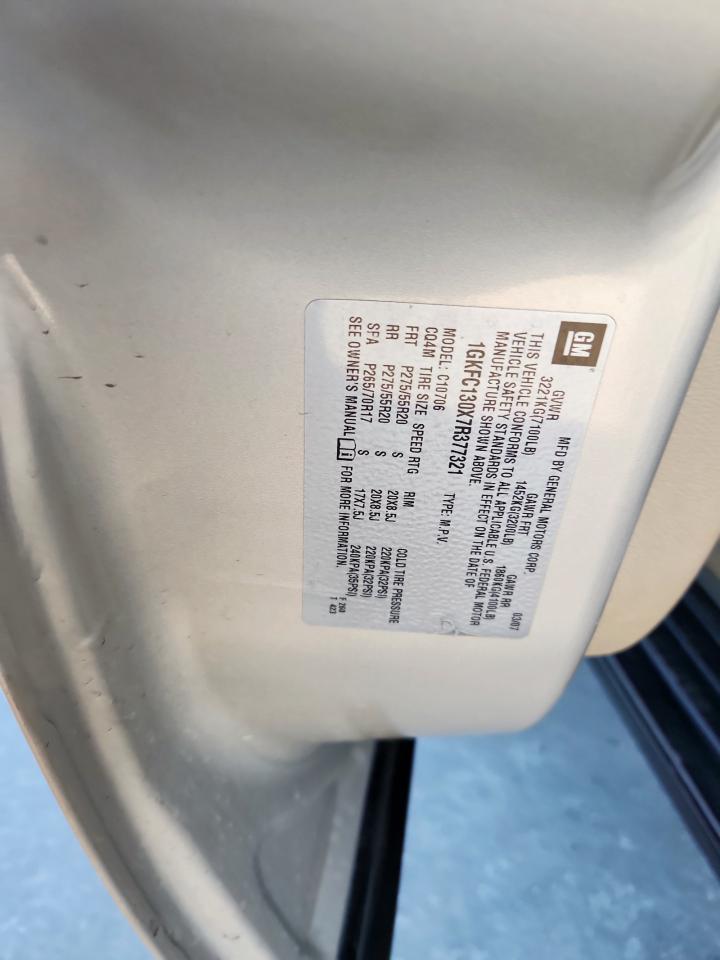 GM
MFD BY GENERAL MOTORS CORP. 03/07
GVWR GAWR FRT GAWR RR
3221KG(7100LB) 1452KG(3200LB) 1860KG(4100LB)
THIS VEHICLE CONFORMS TO ALL APPLICABLE U.S. FEDERAL MOTOR
VEHICLE SAFETY STANDARDS IN EFFECT ON THE DATE OF
MANUFACTURE SHOWN ABOVE.
1GKFC130X7R377321 TYPE: M.P.V.
MODEL: C10706
CQ4M TIRE SIZE SPEED RTG RIM COLD TIRE PRESSURE
FRT P275/55R20 S 20X8.5J 220KPA(32PSI)
RR P275/55R20 S 20X8.5J 220KPA(32PSI)
SFA P265/70R17 S 17X7.5J 240KPA(35PSI)
SEE OWNER'S MANUAL FOR MORE INFORMATION.
F 260
T 423